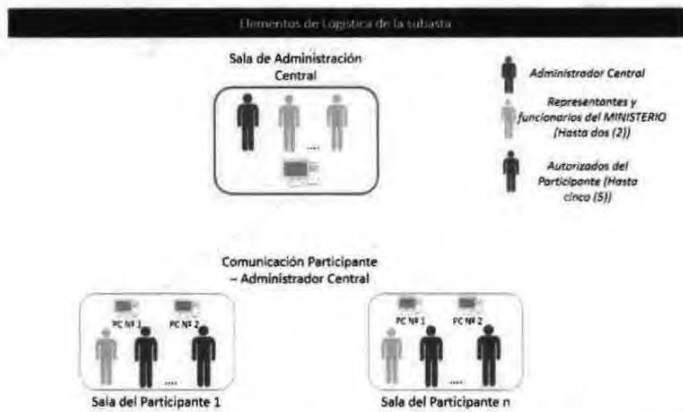 Elementos de Logística de la subasta
Sala de Administración
Central
....
Administrador Central
Representantes y
funcionarios del MINISTERIO
(Hasta dos (2))
Autorizados del
Participante (Hasta
cinco (5))
Comunicación Participante
– Administrador Central
PC Nº 1 PC Nº 2
....
Sala del Participante 1
PC Nº 1 PC Nº 2
....
Sala del Participante n